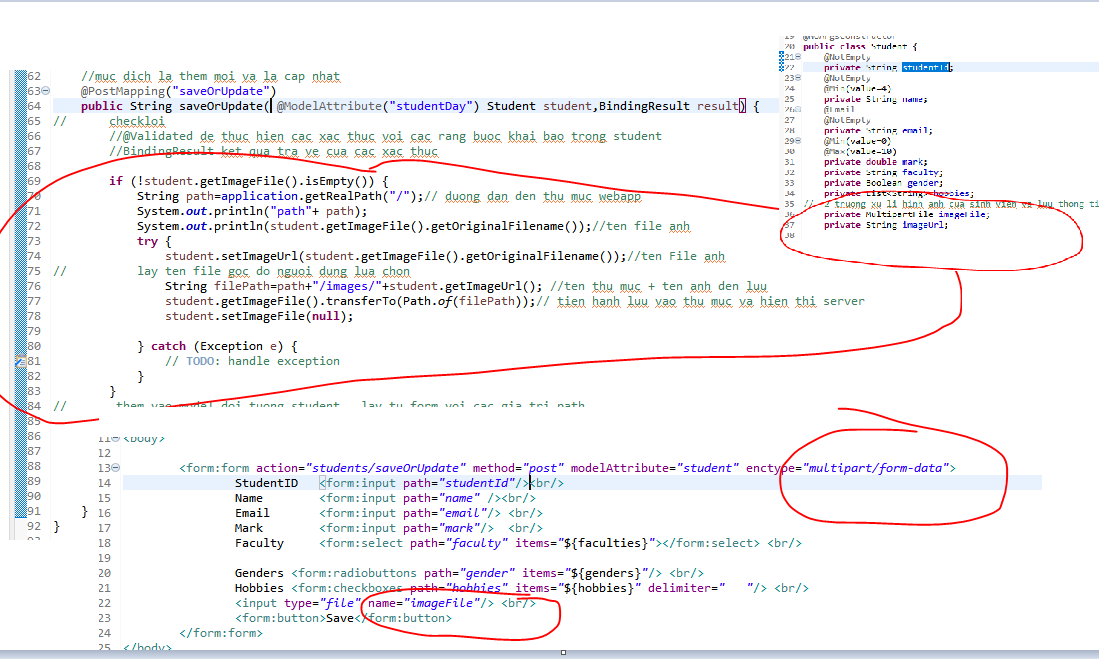 62 //muc dich la them moi va la cap nhat
63 @PostMapping("saveOrUpdate")
64 public String saveOrUpdate( @ModelAttribute("studentDay") Student student,BindingResult result) {
65 // checkloi
66 //@Validated de thuc hien cac xac thuc voi cac rang buoc khai bao trong student
67 //BindingResult ket qua tra ve cua cac xac thuc
68
69 if (!student.getImageFile().isEmpty()) {
70 String path=application.getRealPath("/");// duong dan den thu muc webapp
71 System.out.println("path"+ path);
72 System.out.println(student.getImageFile().getOriginalFilename());//ten file anh
73 try {
74 student.setImageUrl(student.getImageFile().getOriginalFilename());//ten File anh
75 // lay ten file goc do nguoi dung lua chon
76 String filePath=path+"/images/"+student.getImageUrl(); //ten thu muc + ten anh den luu
77 student.getImageFile().transferTo(Path.of(filePath));// tien hanh luu vao thu muc va hien thi server
78 student.setImageFile(null);
79
80 } catch (Exception e) {
81 // TODO: handle exception
82 }
83 }
84 // them vao model doi tuong student lay tu form voi cac gia tri path
85
86
87
88
89
90
91 }
92 }
20 public class Student {
21 @NotEmpty
22 private String studentId;
23 @NotEmpty
24 @Min(value=4)
25 private String name;
26 @Email
27 @NotEmpty
28 private String email;
29 @Min(value=0)
30 @Max(value=10)
31 private double mark;
32 private String faculty;
33 private Boolean gender;
34 private List<String> hobbies;
35 // 2 truong xu li hinh anh cua sinh vien va luu thong ti
36 private MultipartFile imageFile;
37 private String imageUrl;
38
11 <body>
12
13 <form:form action="students/saveOrUpdate" method="post" modelAttribute="student" enctype="multipart/form-data">
14 StudentID <form:input path="studentId"/><br/>
15 Name <form:input path="name" /><br/>
16 Email <form:input path="email"/> <br/>
17 Mark <form:input path="mark"/> <br/>
18 Faculty <form:select path="faculty" items="${faculties}"></form:select> <br/>
19
20 Genders <form:radiobuttons path="gender" items="${genders}"/> <br/>
21 Hobbies <form:checkboxes path="hobbies" items="${hobbies}" delimiter=" "/> <br/>
22 <input type="file" name="imageFile"/> <br/>
23 <form:button>Save</form:button>
24 </form:form>
25 </body>